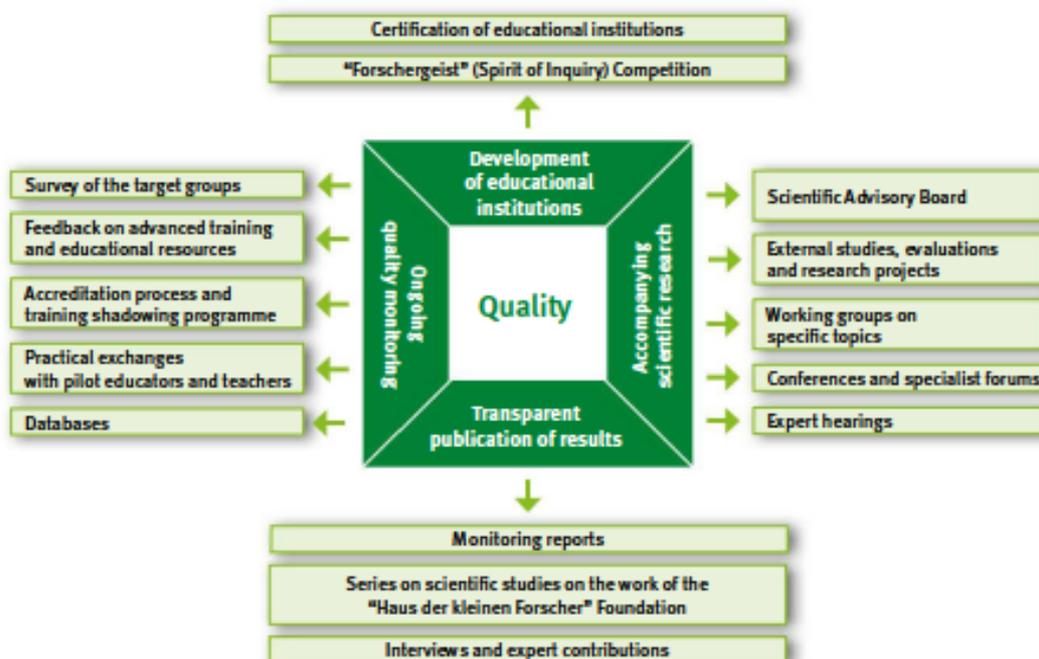 Certification of educational institutions
“Forschergeist” (Spirit of Inquiry) Competition
Development
of educational
institutions
Survey of the target groups
Feedback on advanced training
and educational resources
Accreditation process and
training shadowing programme
Practical exchanges
with pilot educators and teachers
Databases
Ongoing
quality monitoring
Quality
Accompanying
scientific research
Scientific Advisory Board
External studies, evaluations
and research projects
Working groups on
specific topics
Conferences and specialist forums
Expert hearings
Transparent
publication of results
Monitoring reports
Series on scientific studies on the work of the
“Haus der kleinen Forscher” Foundation
Interviews and expert contributions